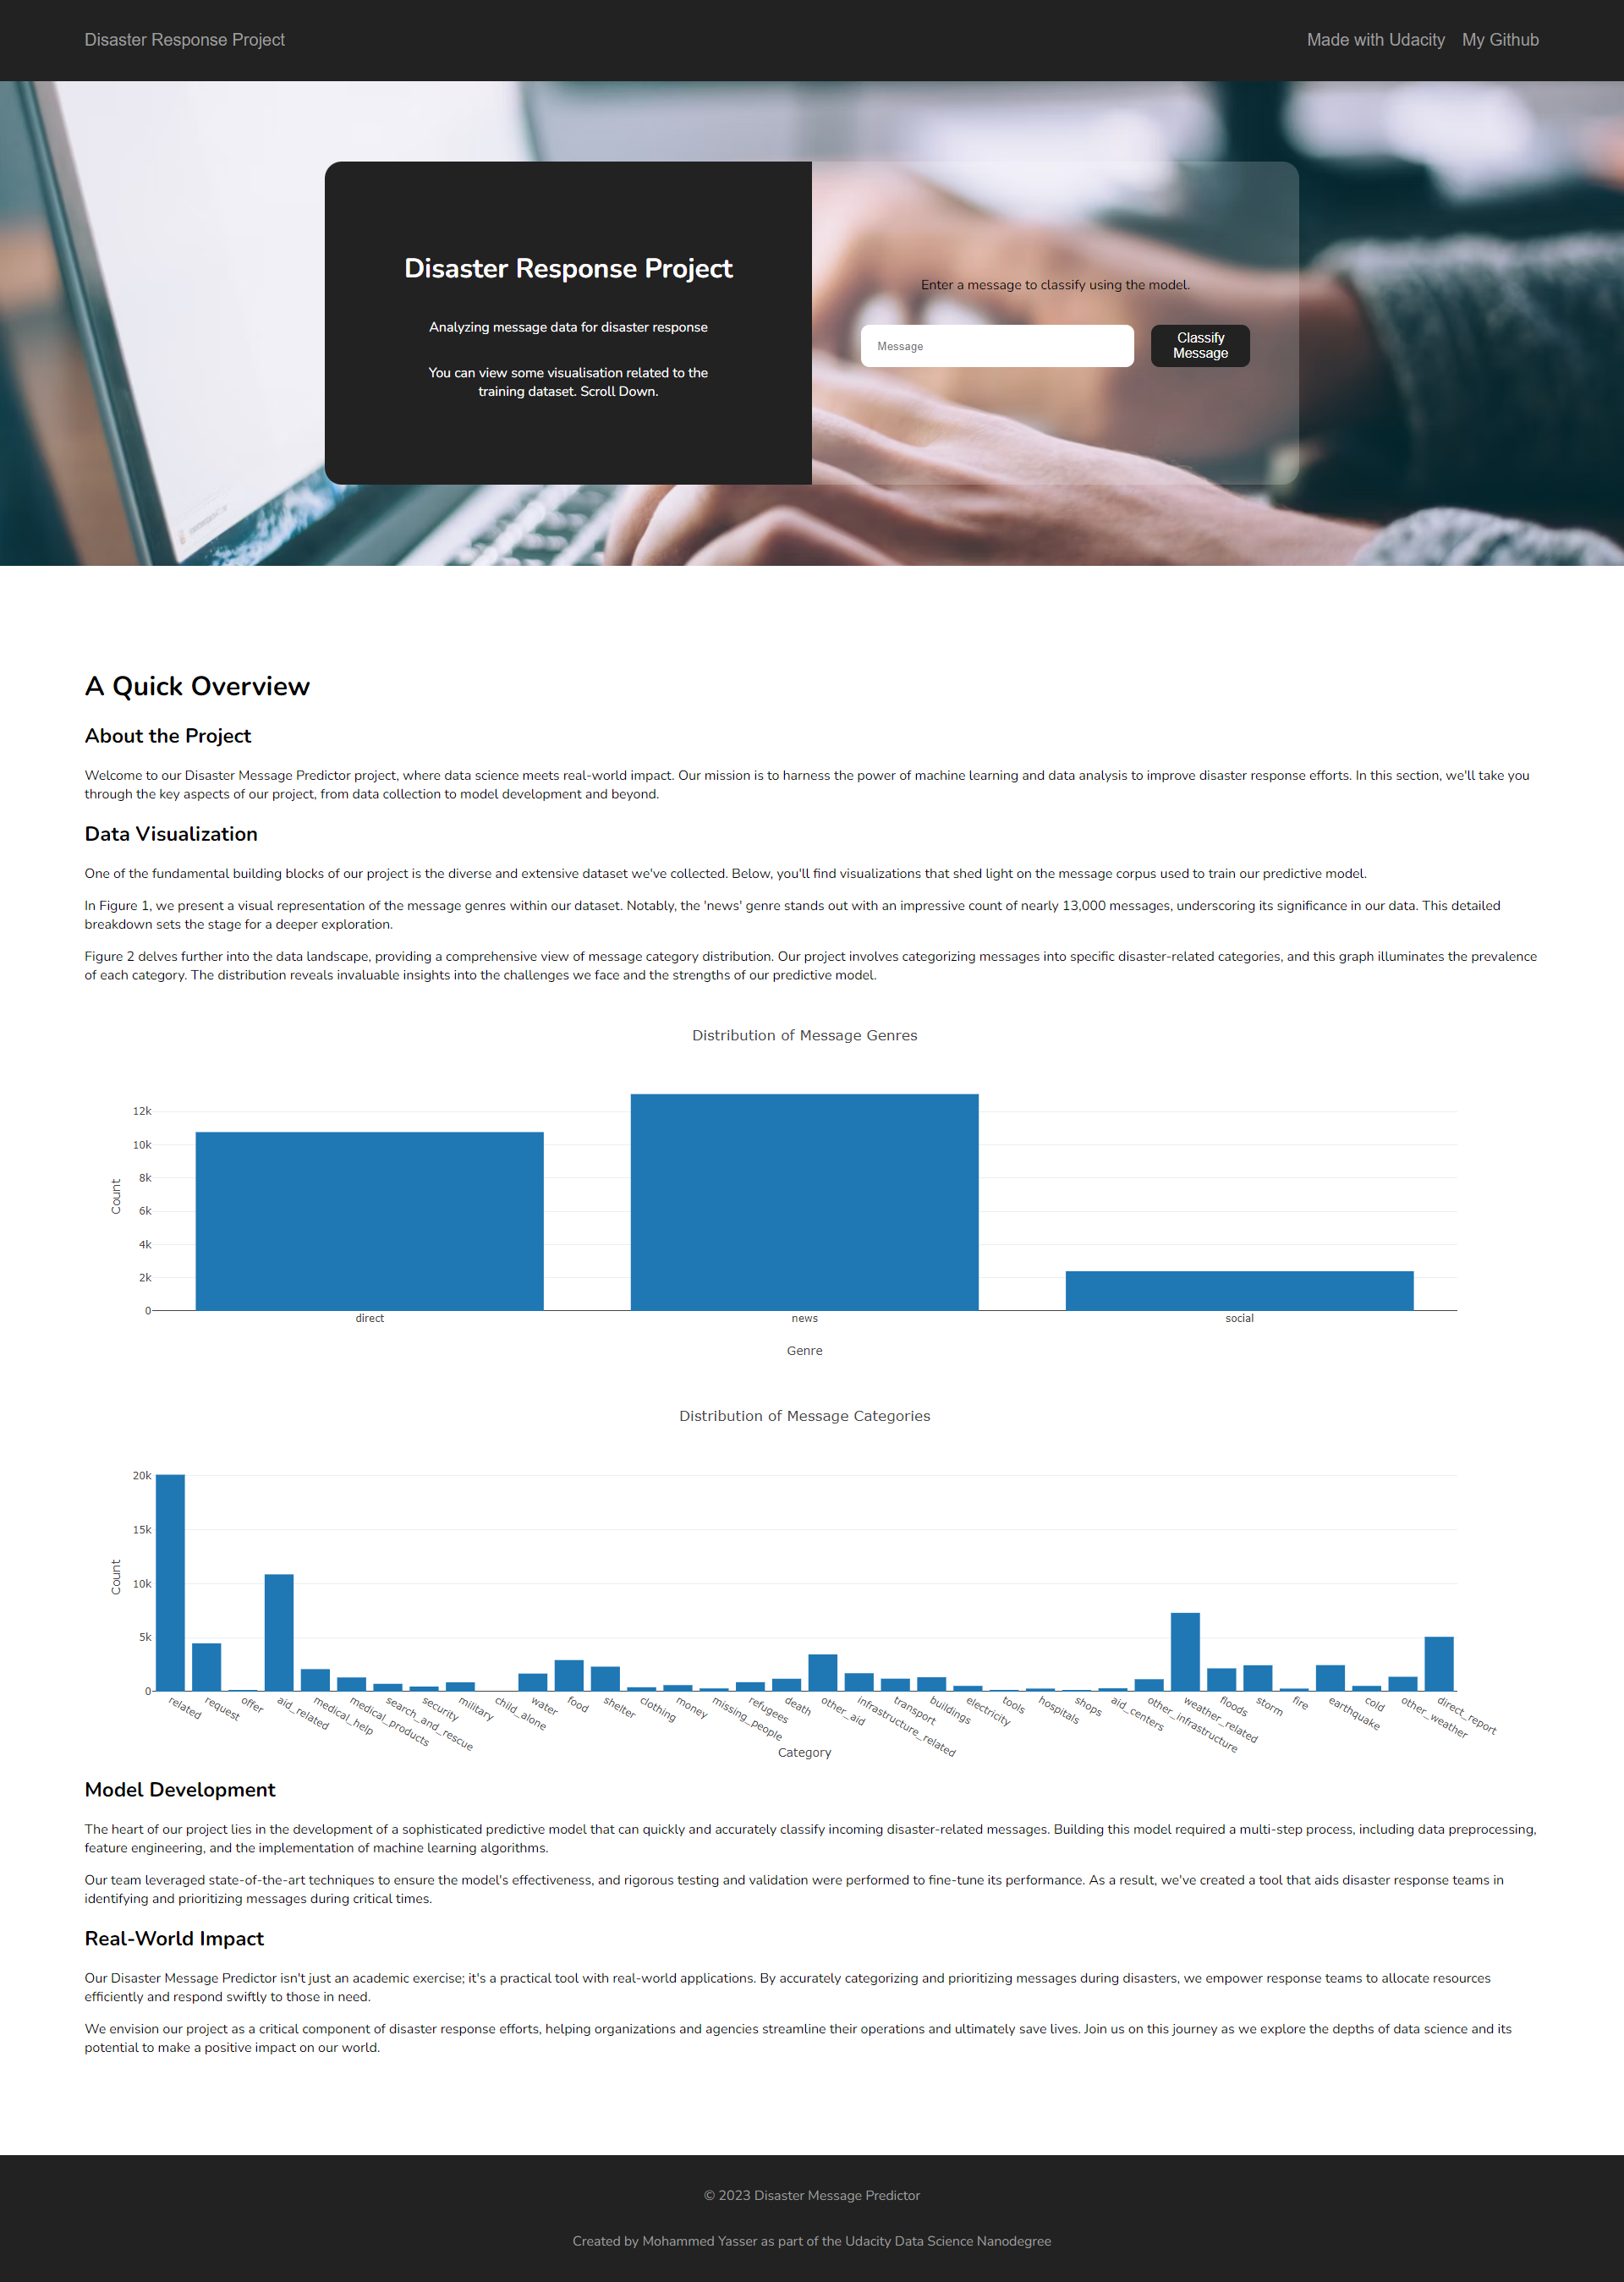 Disaster Response Project
Made with Udacity
My Github
Disaster Response Project
Analyzing message data for disaster response
You can view some visualisation related to the
training dataset. Scroll Down.
Enter a message to classify using the model.
Message
Classify
Message
A Quick Overview
About the Project
Welcome to our Disaster Message Predictor project, where data science meets real-world impact. Our mission is to harness the power of machine learning and data analysis to improve disaster response efforts. In this section, we'll take you
through the key aspects of our project, from data collection to model development and beyond.
Data Visualization
One of the fundamental building blocks of our project is the diverse and extensive dataset we've collected. Below, you'll find visualizations that shed light on the message corpus used to train our predictive model.
In Figure 1, we present a visual representation of the message genres within our dataset. Notably, the 'news' genre stands out with an impressive count of nearly 13,000 messages, underscoring its significance in our data. This detailed
breakdown sets the stage for a deeper exploration.
Figure 2 delves further into the data landscape, providing a comprehensive view of message category distribution. Our project involves categorizing messages into specific disaster-related categories, and this graph illuminates the prevalence
of each category. The distribution reveals invaluable insights into the challenges we face and the strengths of our predictive model.
Distribution of Message Genres
12k
10k
8k
6k
4k
2k
0
Count
direct
news
social
Genre
Distribution of Message Categories
20k
15k
10k
5k
0
Count
related
request
offer
aid_related
medical_help
medical_products
search_and_rescue
security
military
child_alone
water
food
shelter
clothing
money
missing_people
refugees
death
other_aid
infrastructure_related
transport
buildings
electricity
tools
hospitals
shops
aid_centers
other_infrastructure
weather_related
floods
storm
fire
earthquake
cold
other_weather
direct_report
Category
Model Development
The heart of our project lies in the development of a sophisticated predictive model that can quickly and accurately classify incoming disaster-related messages. Building this model required a multi-step process, including data preprocessing,
feature engineering, and the implementation of machine learning algorithms.
Our team leveraged state-of-the-art techniques to ensure the model's effectiveness, and rigorous testing and validation were performed to fine-tune its performance. As a result, we've created a tool that aids disaster response teams in
identifying and prioritizing messages during critical times.
Real-World Impact
Our Disaster Message Predictor isn't just an academic exercise; it's a practical tool with real-world applications. By accurately categorizing and prioritizing messages during disasters, we empower response teams to allocate resources
efficiently and respond swiftly to those in need.
We envision our project as a critical component of disaster response efforts, helping organizations and agencies streamline their operations and ultimately save lives. Join us on this journey as we explore the depths of data science and its
potential to make a positive impact on our world.
© 2023 Disaster Message Predictor
Created by Mohammed Yasser as part of the Udacity Data Science Nanodegree